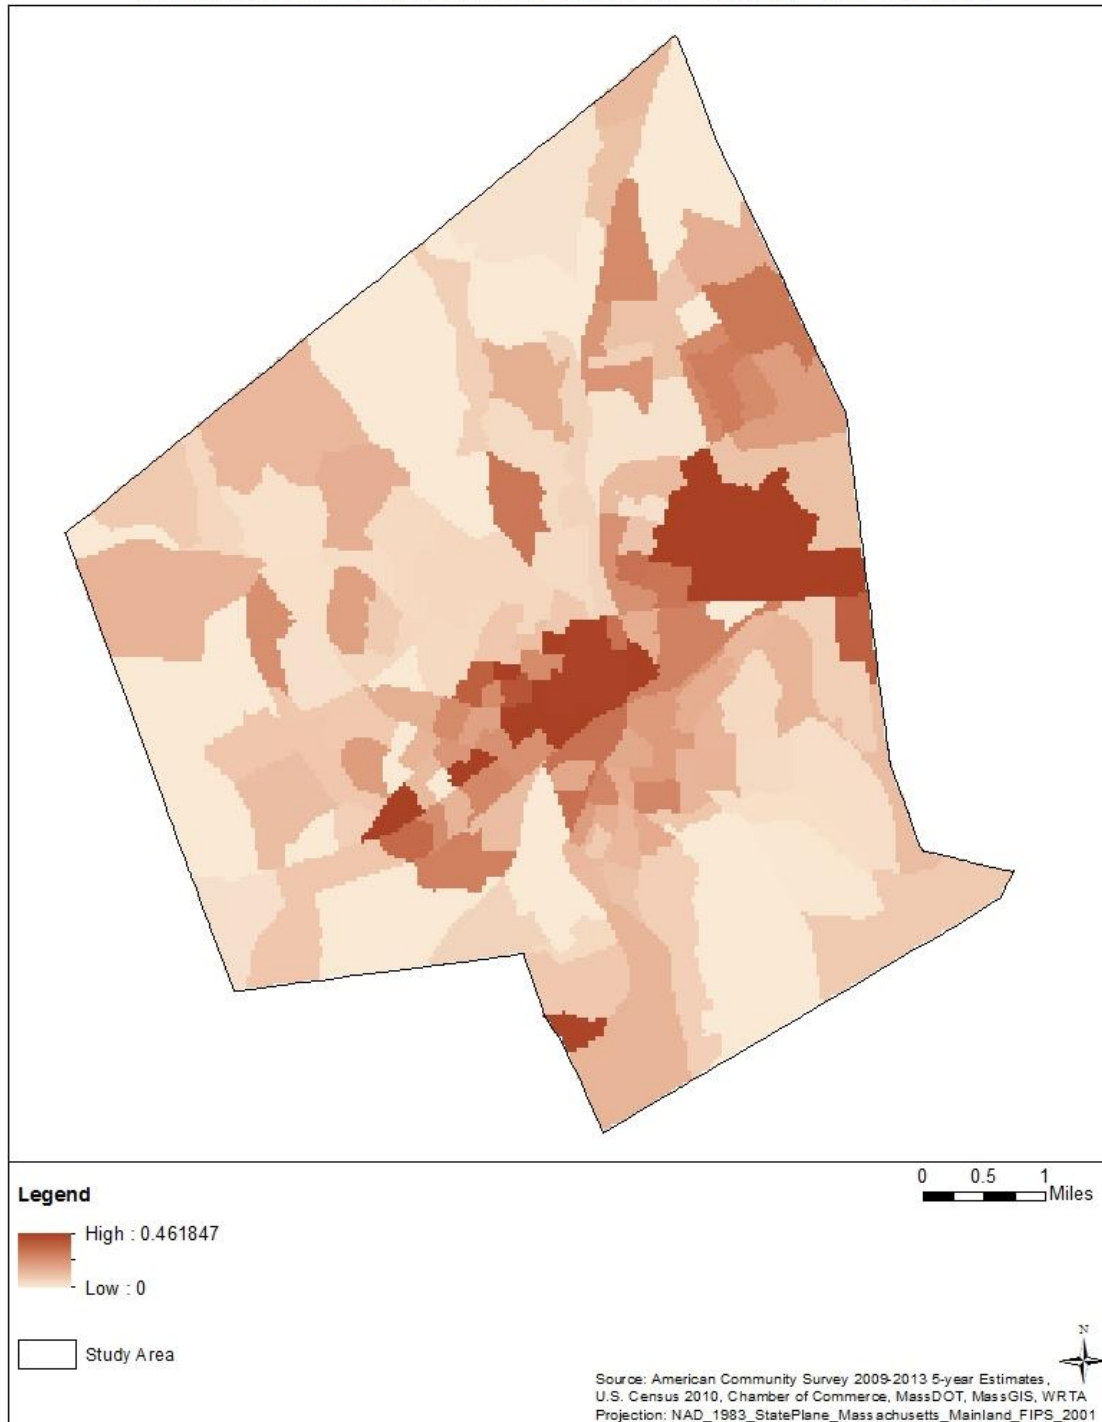 Legend
High : 0.461847
Low : 0
Study Area
0 0.5 1
Miles
N
Source: American Community Survey 2009-2013 5-year Estimates,
U.S. Census 2010, Chamber of Commerce, MassDOT, MassGIS, WRTA
Projection: NAD_1983_StatePlane_Massachusetts_Mainland_FIPS_2001